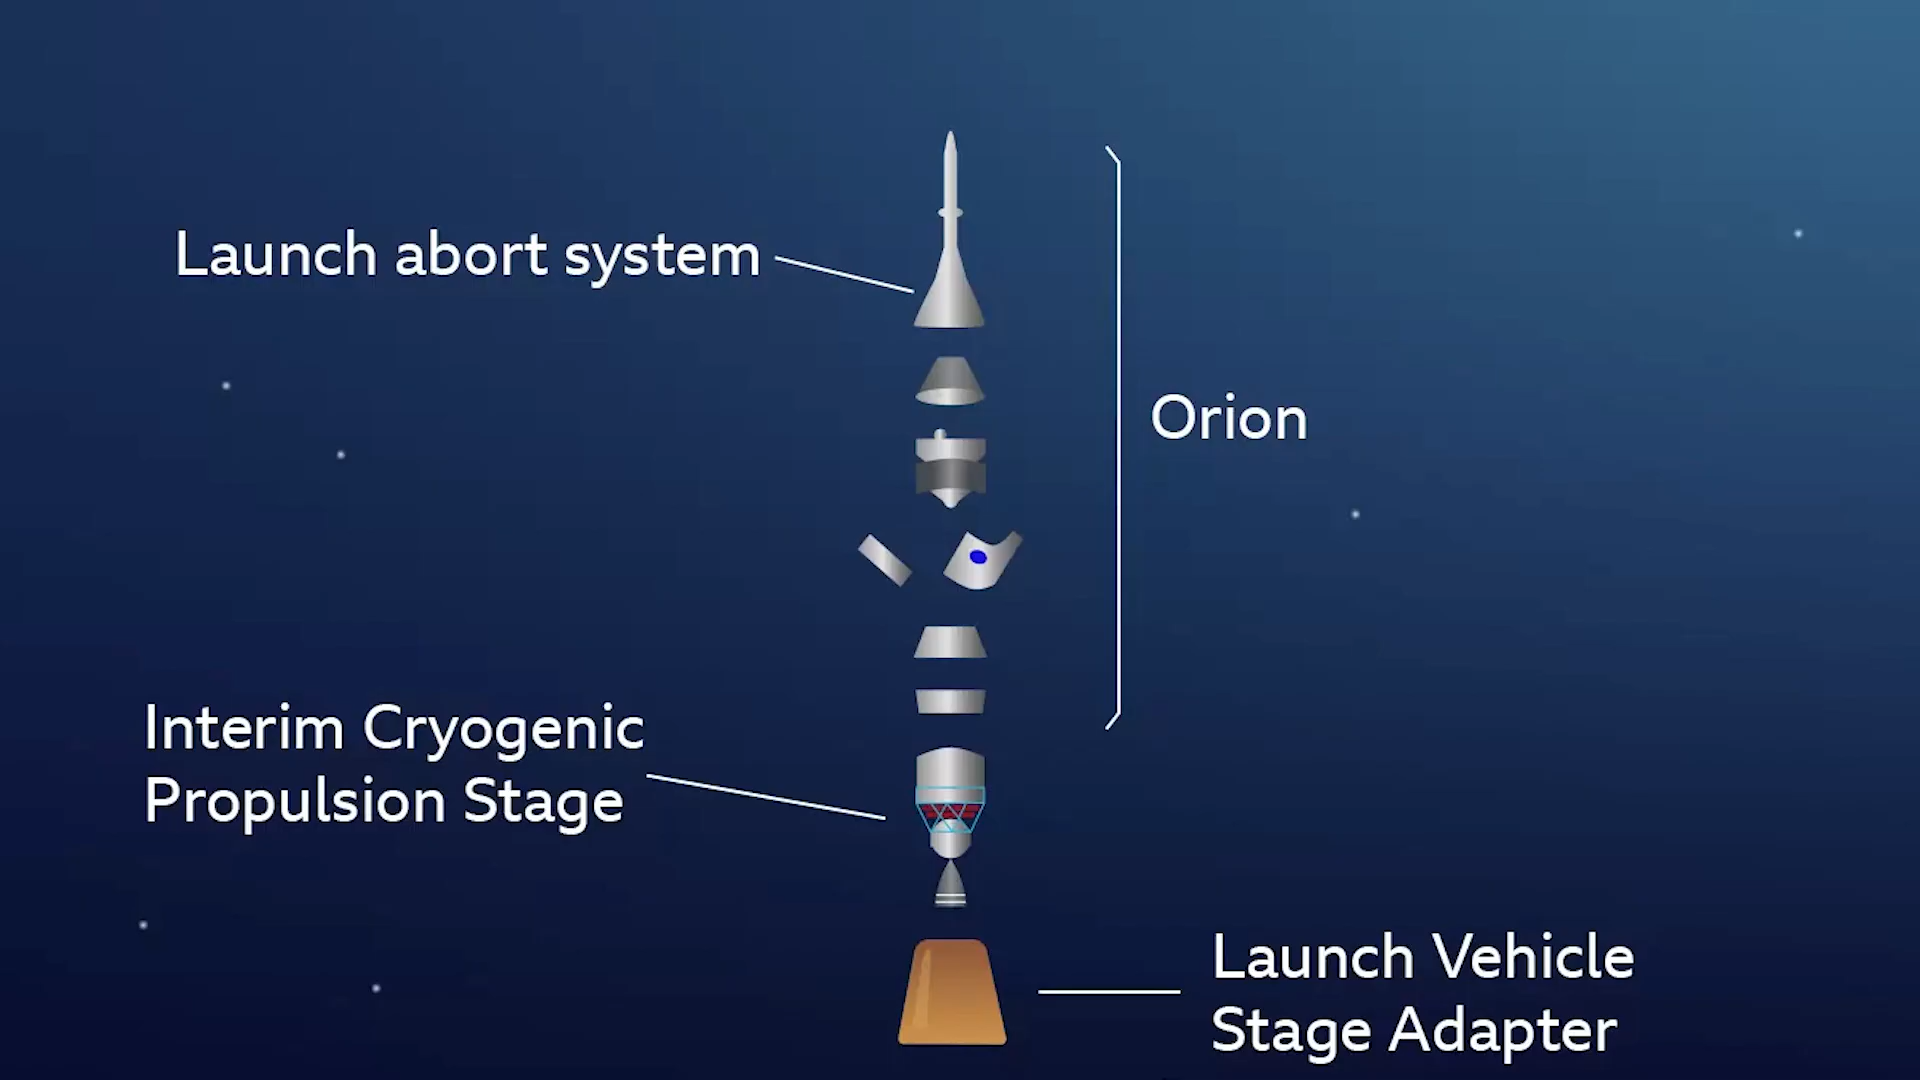 Launch abort system
Orion
Interim Cryogenic
Propulsion Stage
Launch Vehicle
Stage Adapter